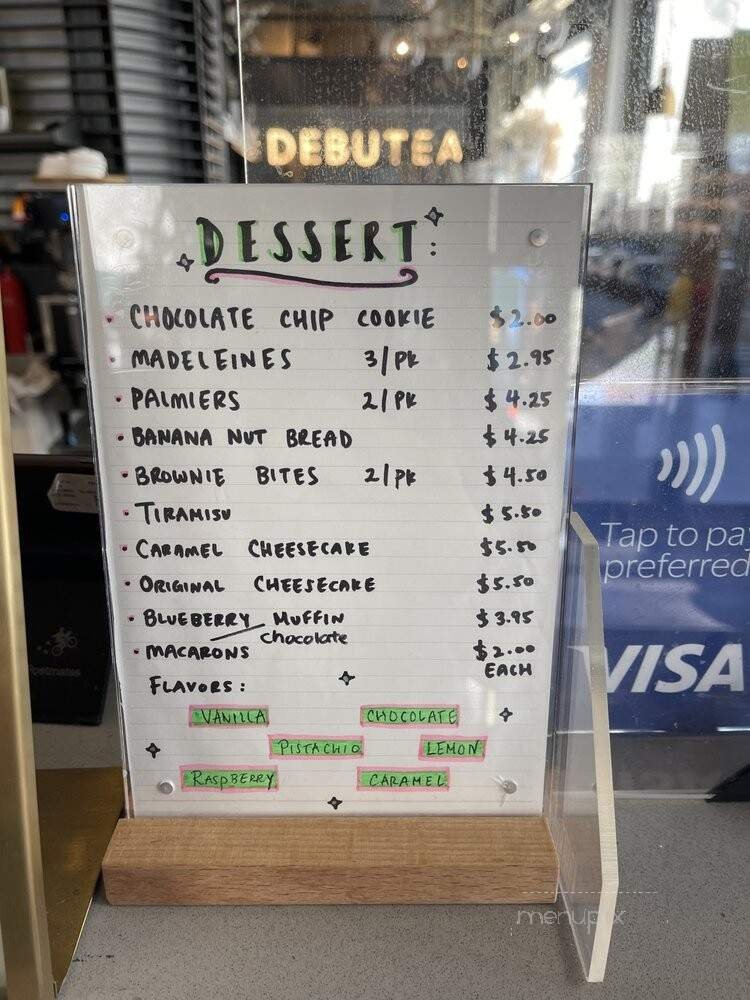 DEBUTEA
DESSERT:
• CHOCOLATE CHIP COOKIE $2.00
• MADELEINES 3/PK $2.95
• PALMIERS 2/PK $4.25
• BANANA NUT BREAD $4.25
• BROWNIE BITES 2/PK $4.50
• TIRAMISU $5.50
• CARAMEL CHEESECAKE $5.50
• ORIGINAL CHEESECAKE $5.50
• BLUEBERRY MUFFIN $3.95
chocolate
• MACARONS $2.00
EACH
FLAVORS:
VANILLA CHOCOLATE
PISTACHIO LEMON
RASPBERRY CARAMEL
Tap to pay
preferred
VISA
Postmates
menupix